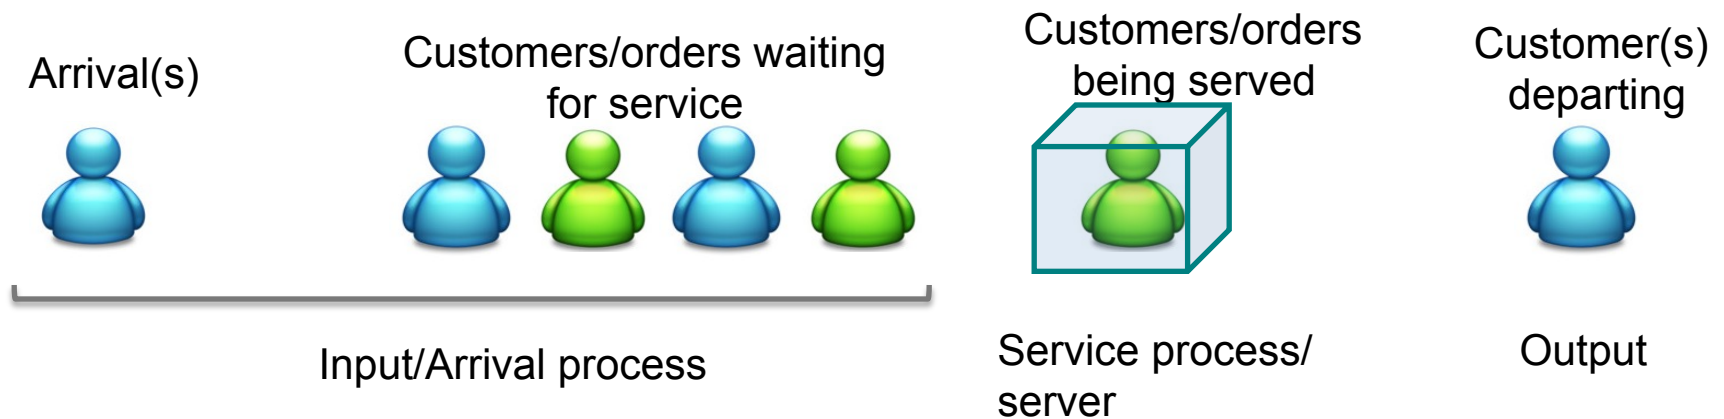 Arrival(s)
Customers/orders waiting
for service
Customers/orders
being served
Customer(s)
departing
Input/Arrival process
Service process/
server
Output